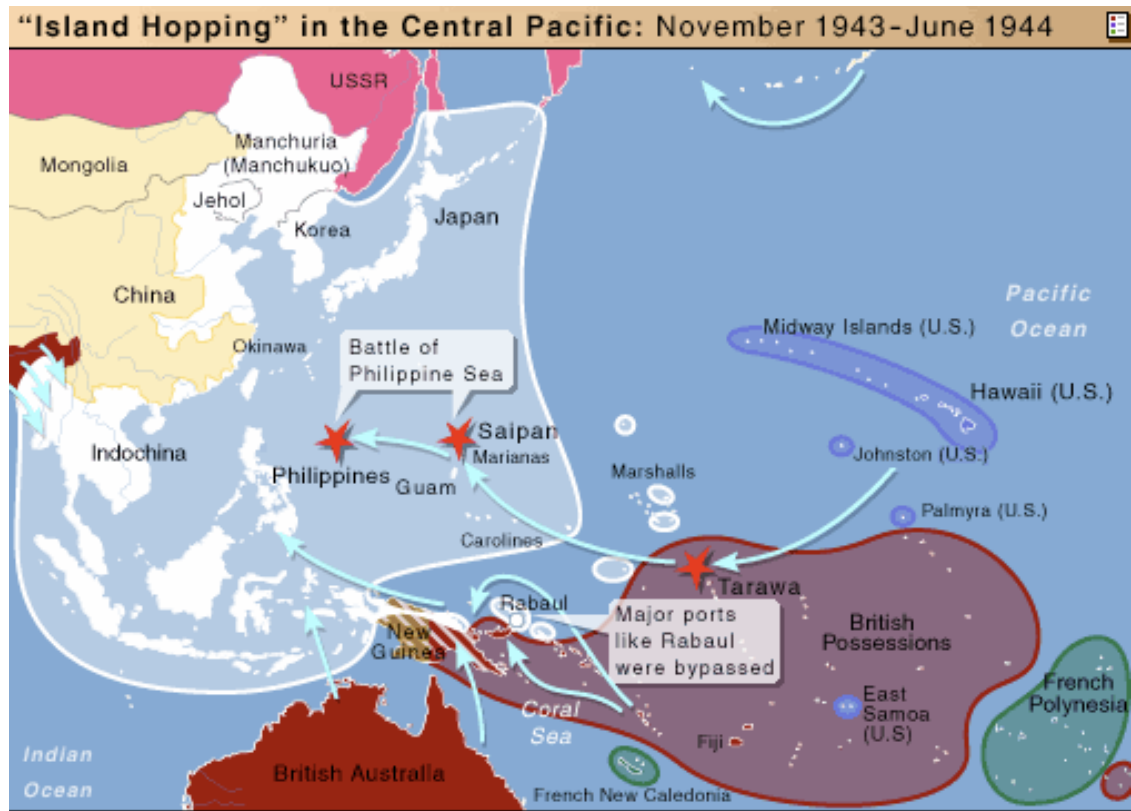 “Island Hopping” in the Central Pacific: November 1943-June 1944
USSR
Mongolia
Manchuria
(Manchukuo)
Jehol
Korea
Japan
China
Okinawa
Battle of
Philippine Sea
Pacific
Ocean
Midway Islands (U.S.)
Hawaii (U.S.)
Indochina
Saipan
Marianas
Philippines
Guam
Marshalls
Johnston (U.S.)
Palmyra (U.S.)
Carolines
Tarawa
Rabaul
Major ports
like Rabaul
were bypassed
New
Guinea
British
Possessions
French
Polynesia
East
Samoa
(U.S)
Coral
Sea
Fiji
Indian
Ocean
British Australia
French New Caledonia